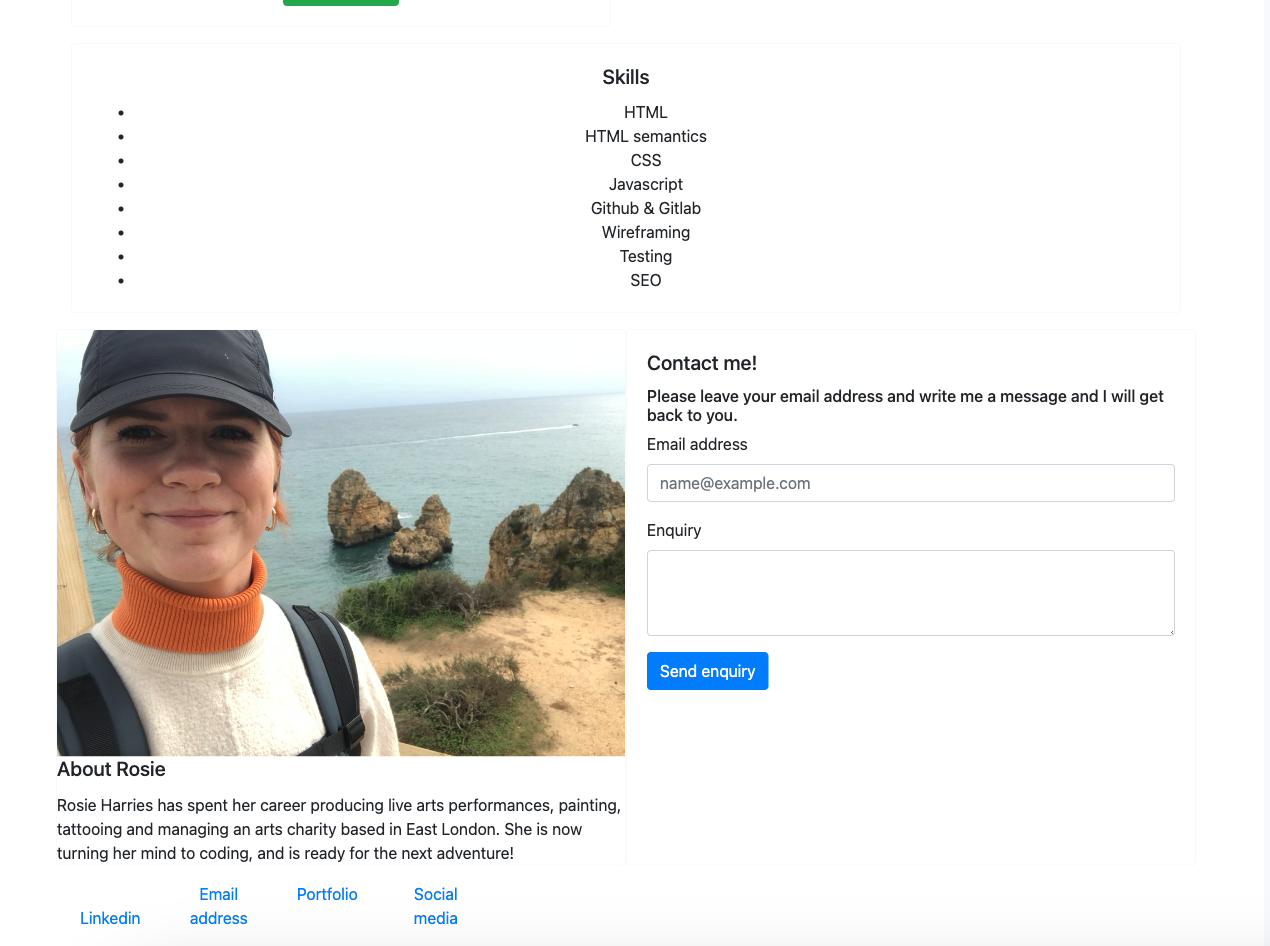 Skills
HTML
HTML semantics
CSS
Javascript
Github & Gitlab
Wireframing
Testing
SEO
About Rosie
Rosie Harries has spent her career producing live arts performances, painting,
tattooing and managing an arts charity based in East London. She is now
turning her mind to coding, and is ready for the next adventure!
Contact me!
Please leave your email address and write me a message and I will get
back to you.
Email address
name@example.com
Enquiry
Send enquiry
Linkedin
Email
address
Portfolio
Social
media